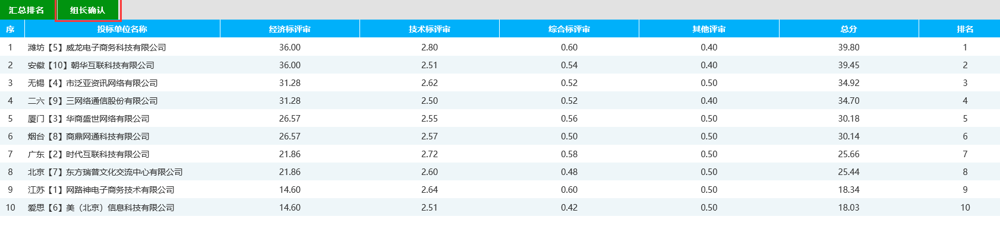 汇总排名 组长确认
序 投标单位名称 经济标评审 技术标评审 综合标评审 其他评审 总分 排名
1 潍坊【5】威龙电子商务科技有限公司 36.00 2.80 0.60 0.40 39.80 1
2 安徽【10】朝华互联科技有限公司 36.00 2.51 0.54 0.40 39.45 2
3 无锡【4】市泛亚资讯网络有限公司 31.28 2.62 0.52 0.50 34.92 3
4 二六【9】三网络通信股份有限公司 31.28 2.50 0.52 0.40 34.70 4
5 厦门【3】华商盛世网络有限公司 26.57 2.55 0.56 0.50 30.18 5
6 烟台【8】商鼎网通科技有限公司 26.57 2.57 0.50 0.50 30.14 6
7 广东【2】时代互联科技有限公司 21.86 2.72 0.58 0.50 25.66 7
8 北京【7】东方瑞普文化交流中心有限公司 21.86 2.60 0.48 0.50 25.44 8
9 江苏【1】网路神电子商务技术有限公司 14.60 2.64 0.60 0.50 18.34 9
10 爱思【6】美（北京）信息科技有限公司 14.60 2.51 0.42 0.50 18.03 10